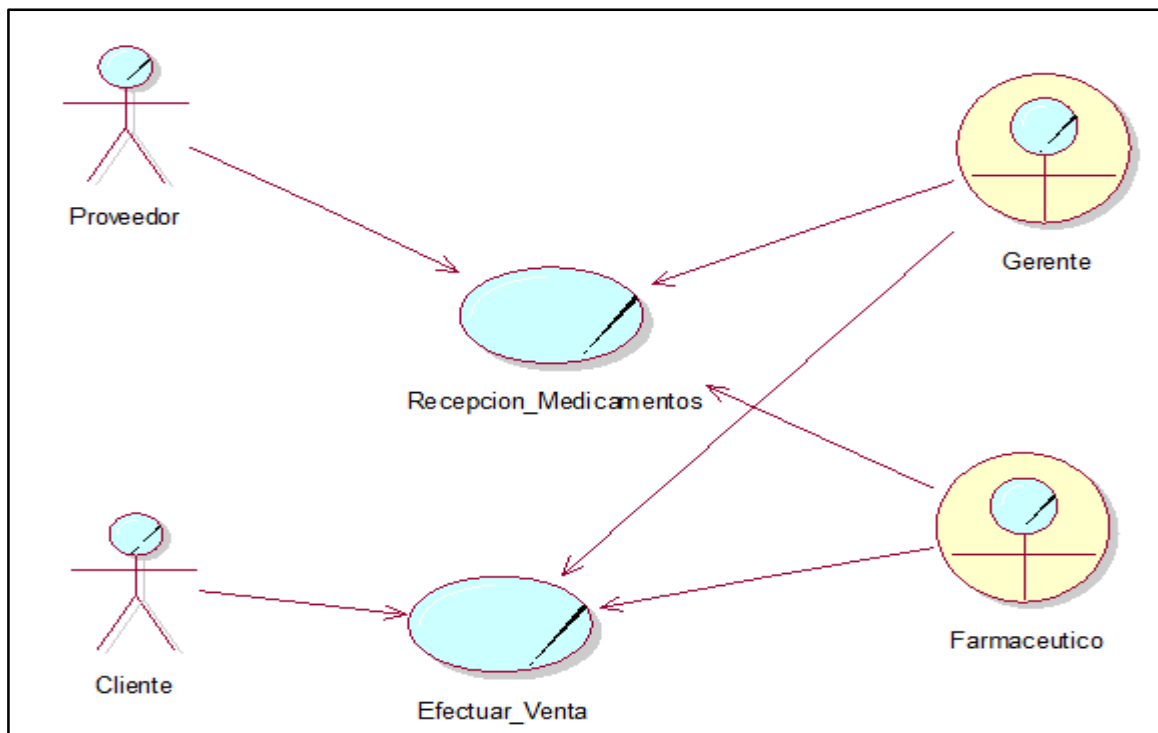 Proveedor
Gerente
Recepcion_Medicamentos
Farmaceutico
Cliente
Efectuar_Venta